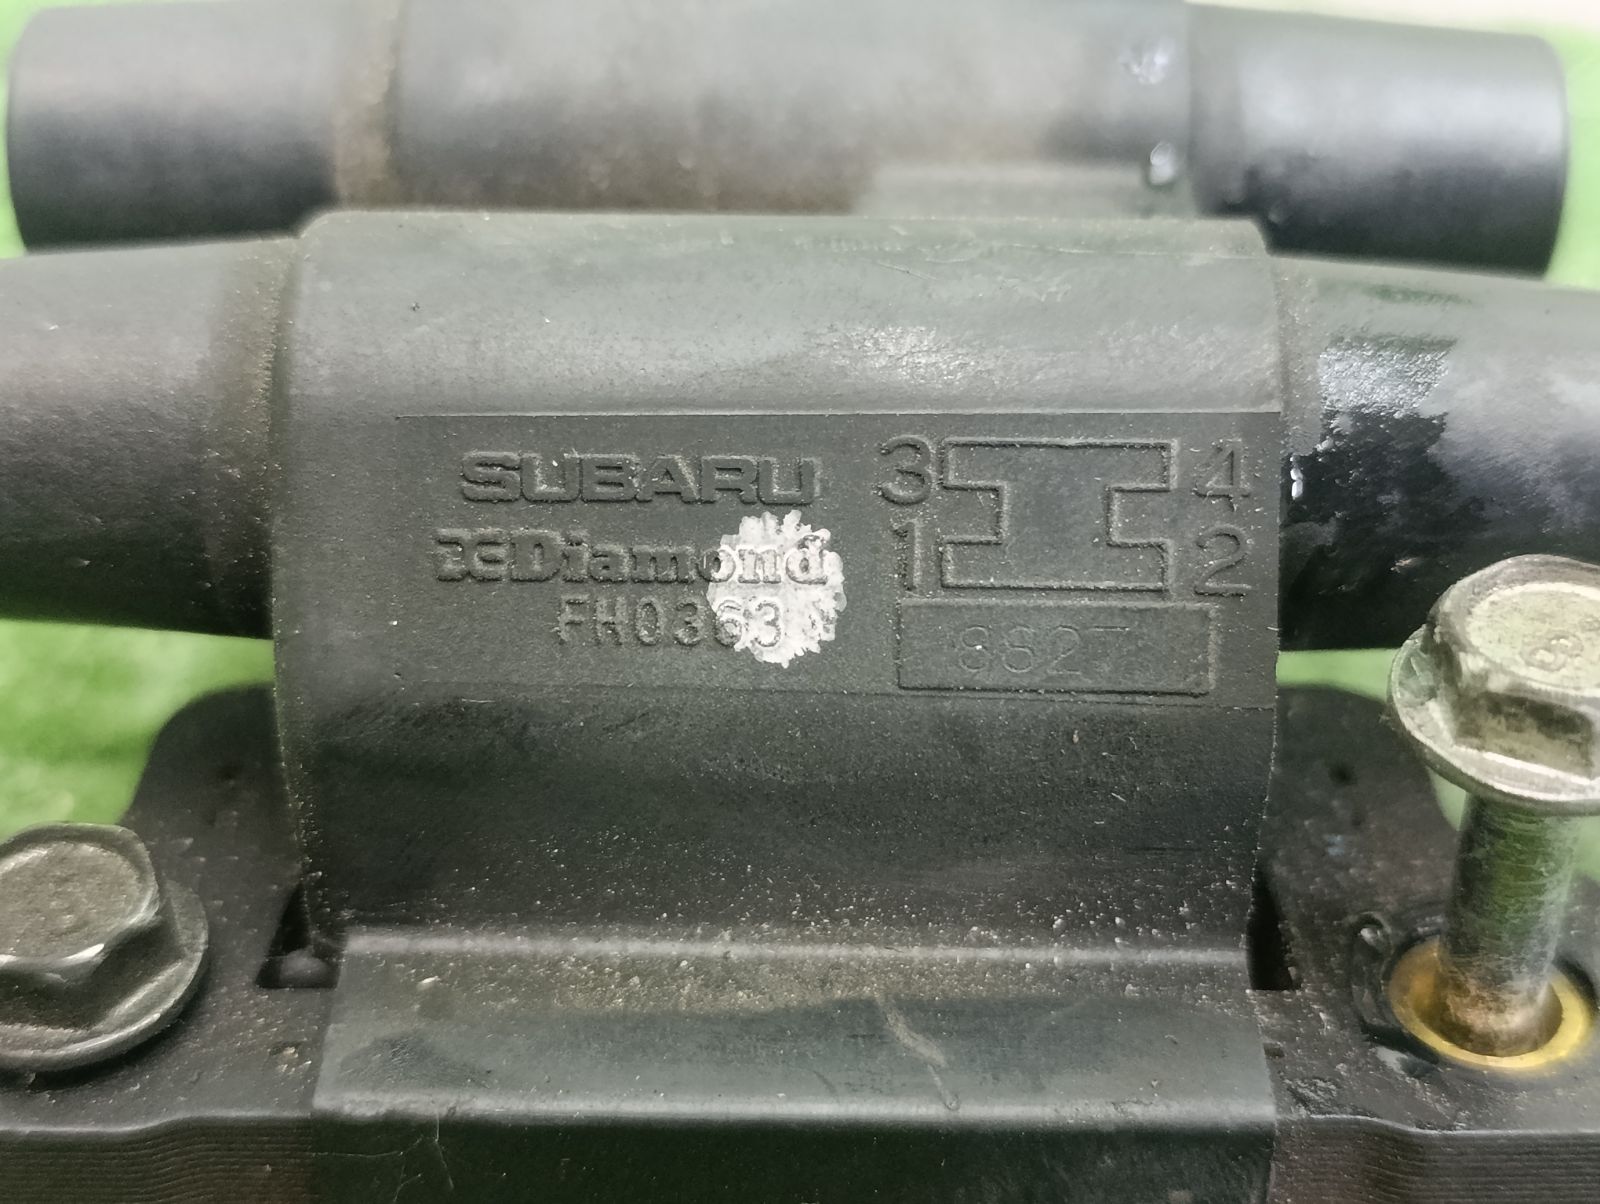 SUBARU
Diamond
FH0363
3 4
1 2
8827